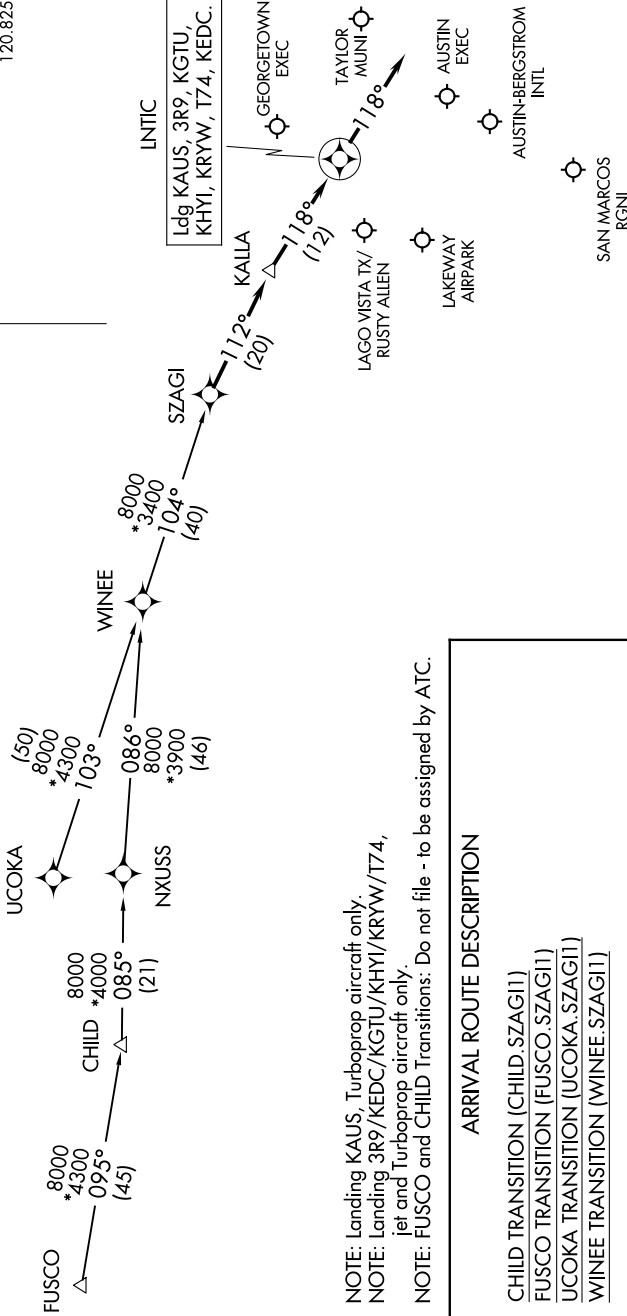 120.825
LNTIC
Ldg KAUS, 3R9, KGTU,
KHYI, KRYW, T74, KEDC.
GEORGETOWN
EXEC
TAYLOR
MUNI
AUSTIN
EXEC
AUSTIN-BERGSTROM
INTL
SAN MARCOS
RGNL
LAGO VISTA TX/
RUSTY ALLEN
LAKEWAY
AIRPARK
118°
118°
(12)
KALLA
112°
(20)
SZAGI
8000
*3400
104°
(40)
WINEE
(50)
8000
*4300
103°
086°
8000
*3900
(46)
UCOKA
NXUSS
8000
*4000
085°
(21)
CHILD
8000
*4300
095°
(45)
FUSCO
NOTE: Landing KAUS, Turboprop aircraft only.
NOTE: Landing 3R9/KEDC/KGTU/KHYI/KRYW/T74,
jet and Turboprop aircraft only.
NOTE: FUSCO and CHILD Transitions: Do not file - to be assigned by ATC.
ARRIVAL ROUTE DESCRIPTION
CHILD TRANSITION (CHILD.SZAGI1)
FUSCO TRANSITION (FUSCO.SZAGI1)
UCOKA TRANSITION (UCOKA.SZAGI1)
WINEE TRANSITION (WINEE.SZAGI1)